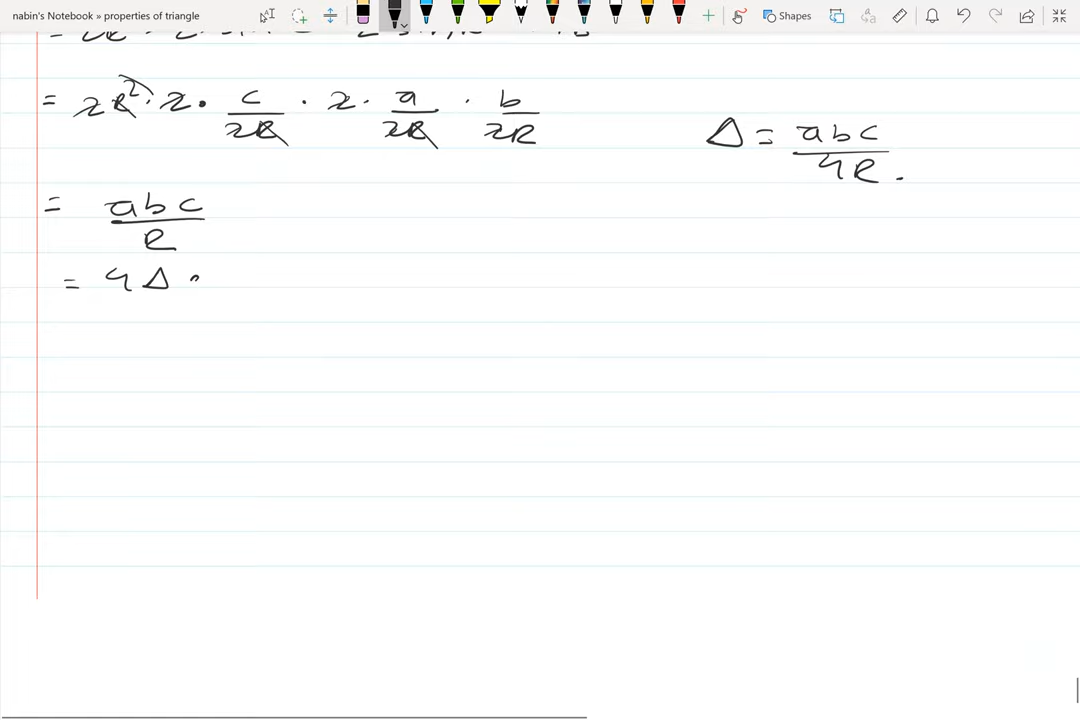 nabin's Notebook » properties of triangle
Shapes
= 2R². 2. c/2R . 2. a/2R . b/2R
Δ = abc/4R.
= abc/R
= 4Δ